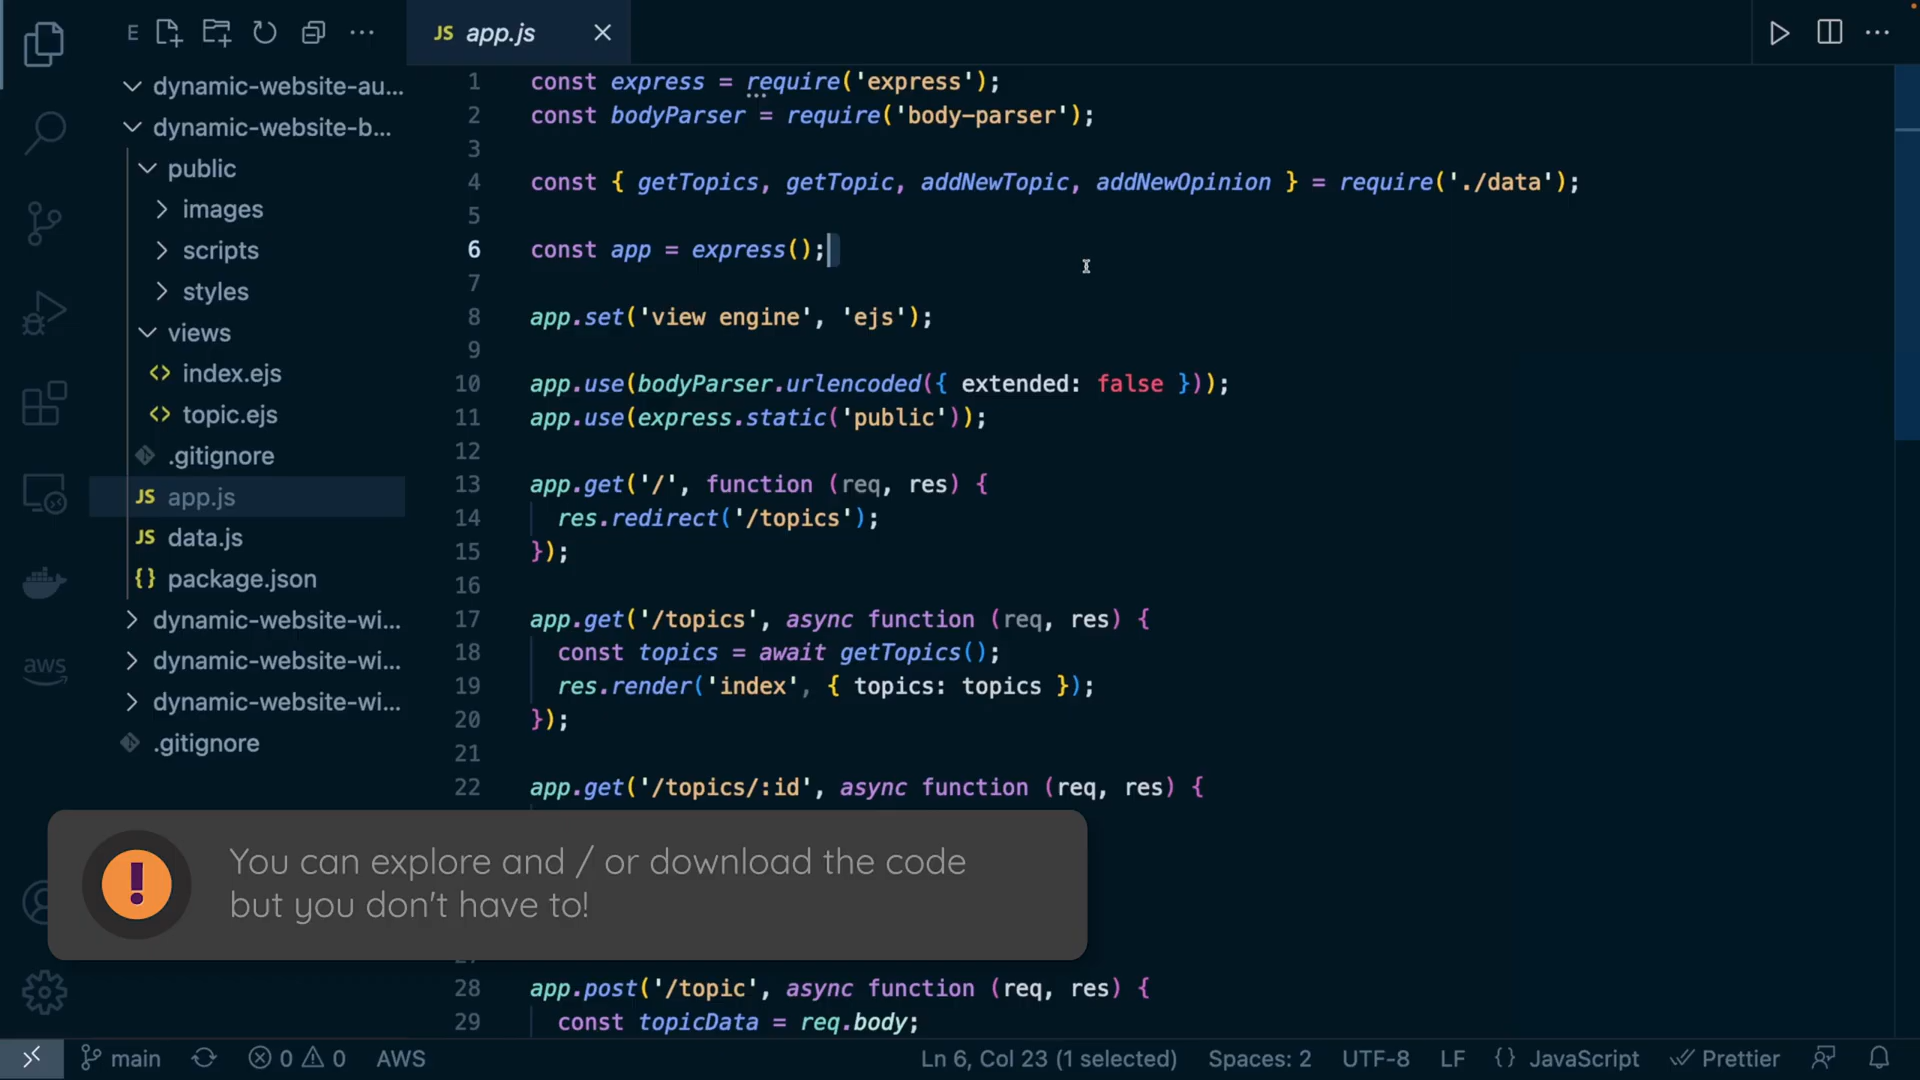 E
dynamic-website-au...
dynamic-website-b...
public
images
scripts
styles
views
index.ejs
topic.ejs
.gitignore
JS app.js
JS data.js
{} package.json
dynamic-website-wi...
dynamic-website-wi...
dynamic-website-wi...
.gitignore
aws
JS app.js
1 const express = require('express');
2 const bodyParser = require('body-parser');
3
4 const { getTopics, getTopic, addNewTopic, addNewOpinion } = require('./data');
5
6 const app = express();
7
8 app.set('view engine', 'ejs');
9
10 app.use(bodyParser.urlencoded({ extended: false }));
11 app.use(express.static('public'));
12
13 app.get('/', function (req, res) {
14 res.redirect('/topics');
15 });
16
17 app.get('/topics', async function (req, res) {
18 const topics = await getTopics();
19 res.render('index', { topics: topics });
20 });
21
22 app.get('/topics/:id', async function (req, res) {
You can explore and / or download the code
but you don't have to!
28 app.post('/topic', async function (req, res) {
29 const topicData = req.body;
main 0 0 AWS Ln 6, Col 23 (1 selected) Spaces: 2 UTF-8 LF {} JavaScript Prettier